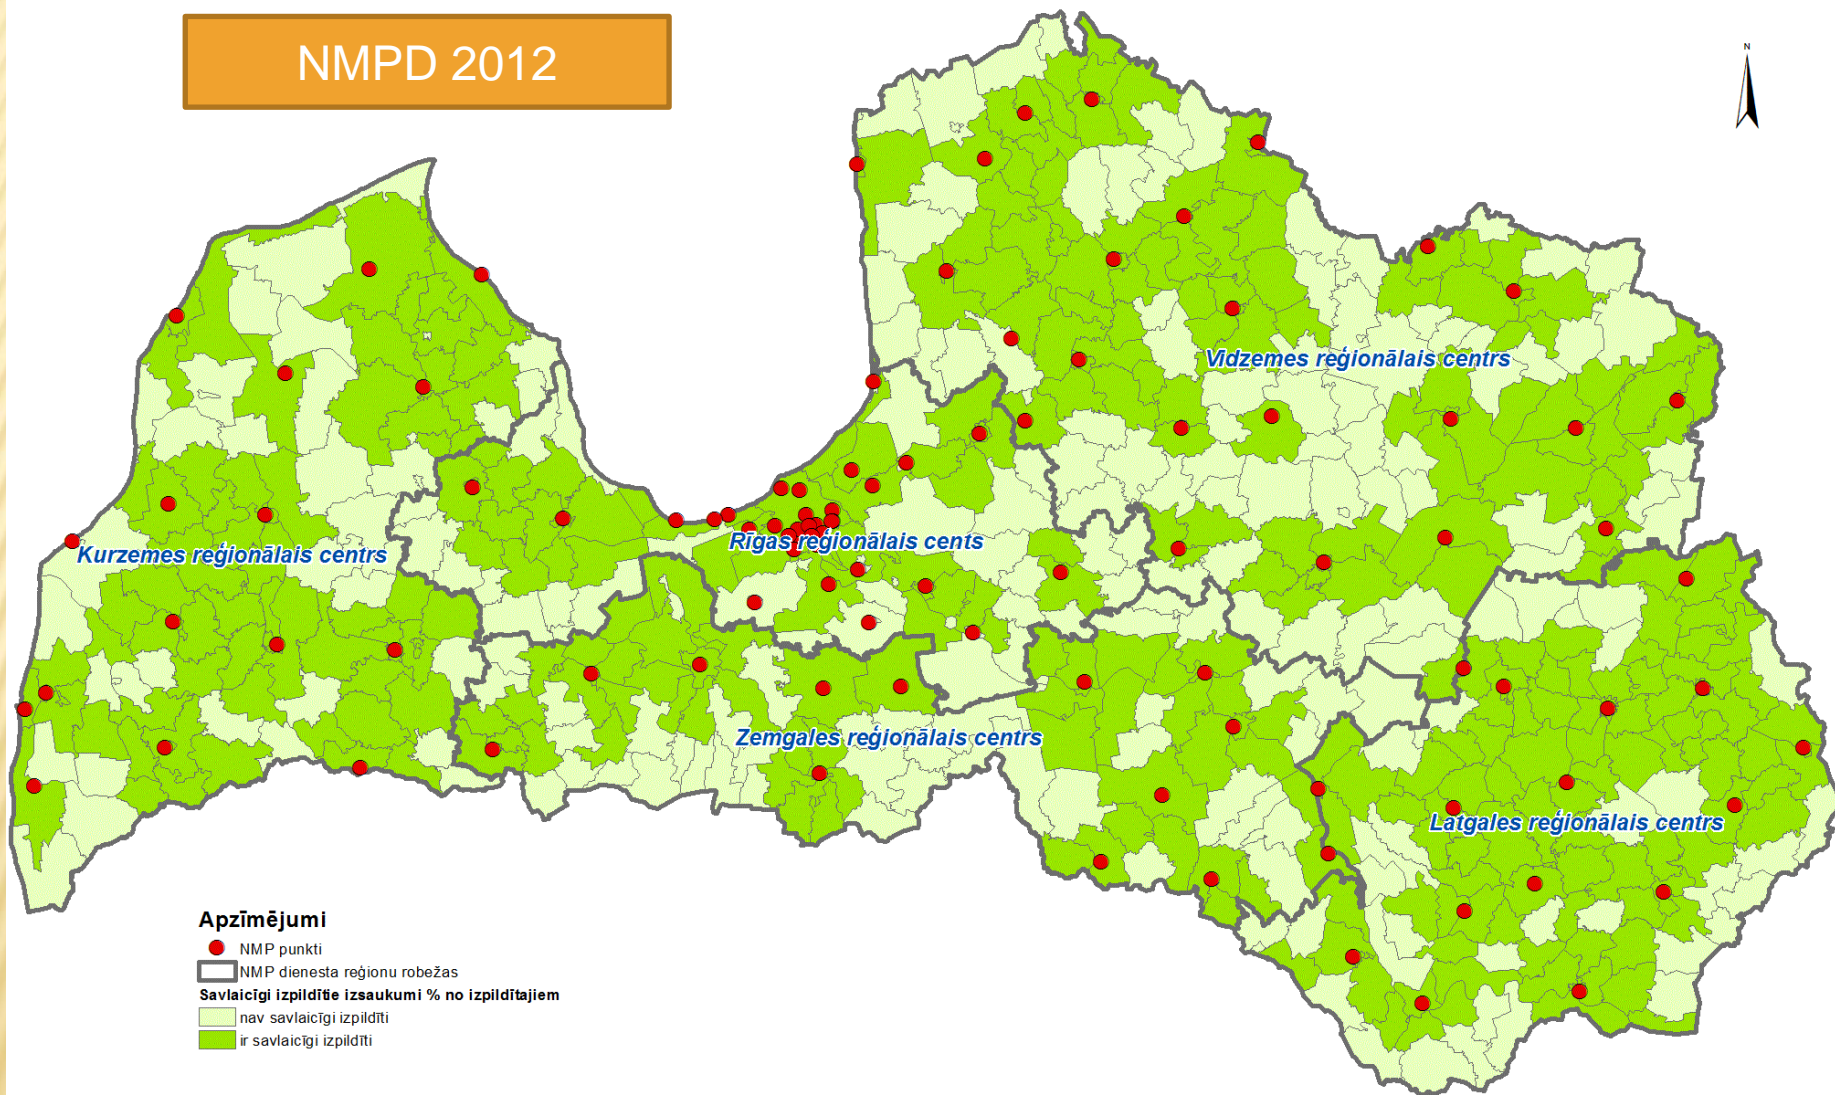 NMPD 2012
N
Vidzemes reģionālais centrs
Rīgas reģionālais cents
Kurzemes reģionālais centrs
Zemgales reģionālais centrs
Latgales reģionālais centrs
Apzīmējumi
NMP punkti
NMP dienesta reģionu robežas
Savlaicīgi izpildītie izsaukumi % no izpildītajiem
nav savlaicīgi izpildīti
ir savlaicīgi izpildīti